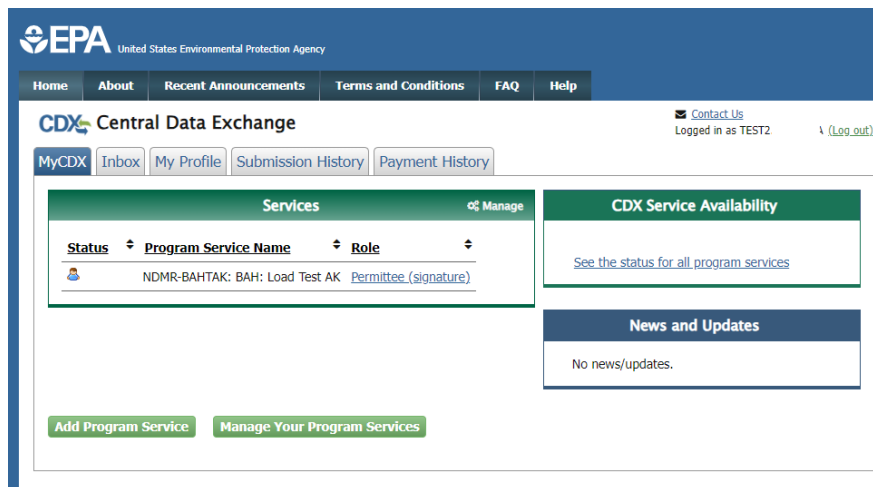 EPA United States Environmental Protection Agency
Home About Recent Announcements Terms and Conditions FAQ Help
CDX Central Data Exchange
Contact Us
Logged in as TEST2 (Log out)
MyCDX Inbox My Profile Submission History Payment History
Services Manage
Status Program Service Name Role
NDMR-BAHTAK: BAH: Load Test AK Permittee (signature)
CDX Service Availability
See the status for all program services
News and Updates
No news/updates.
Add Program Service Manage Your Program Services